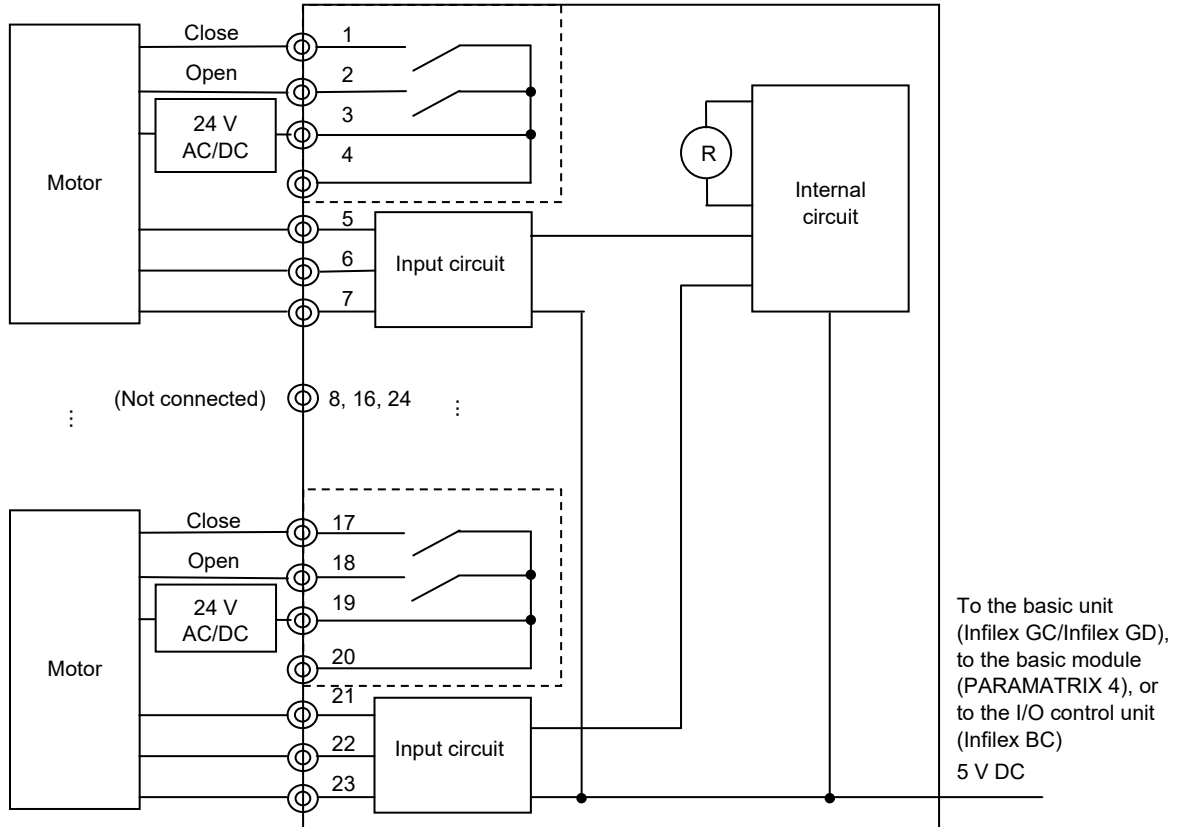 Close
1
Open
2
24 V
AC/DC
3
4
Motor
R
Internal
circuit
5
6
7
Input circuit
(Not connected)
8, 16, 24
⋮
⋮
Close
17
Open
18
24 V
AC/DC
19
20
Motor
21
22
23
Input circuit
To the basic unit
(Infilex GC/Infilex GD),
to the basic module
(PARAMATRIX 4), or
to the I/O control unit
(Infilex BC)
5 V DC